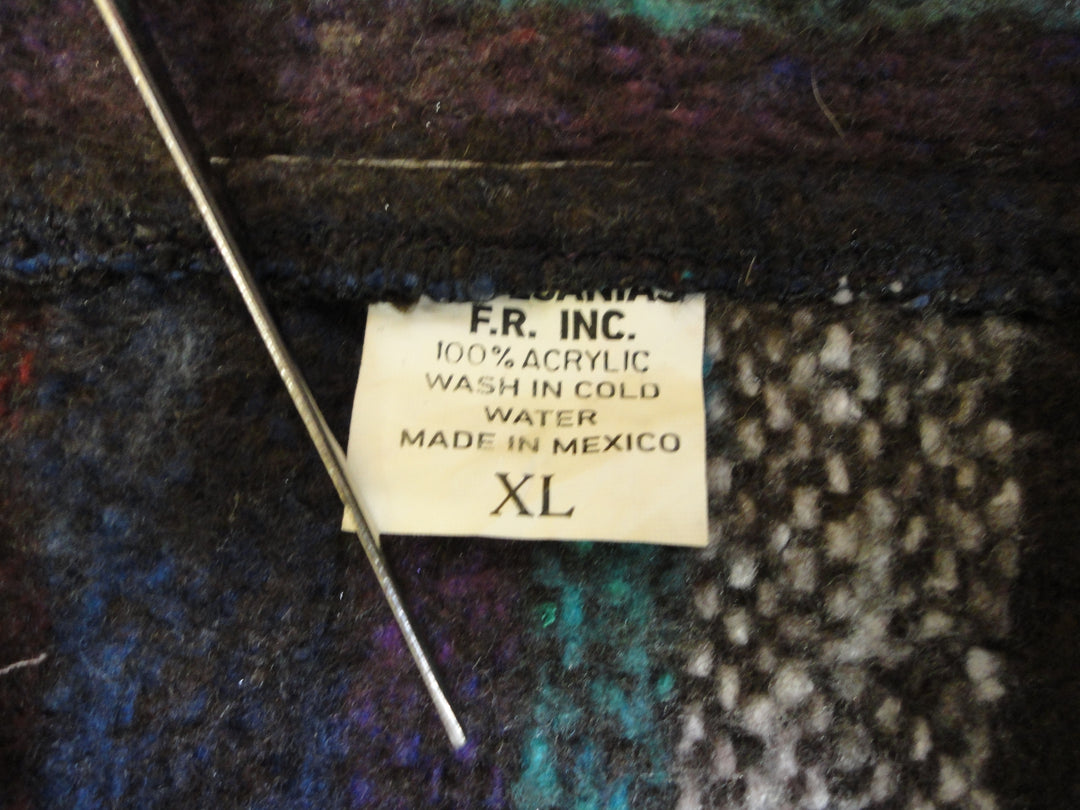 F.R. INC.
100% ACRYLIC
WASH IN COLD
WATER
MADE IN MEXICO
XL